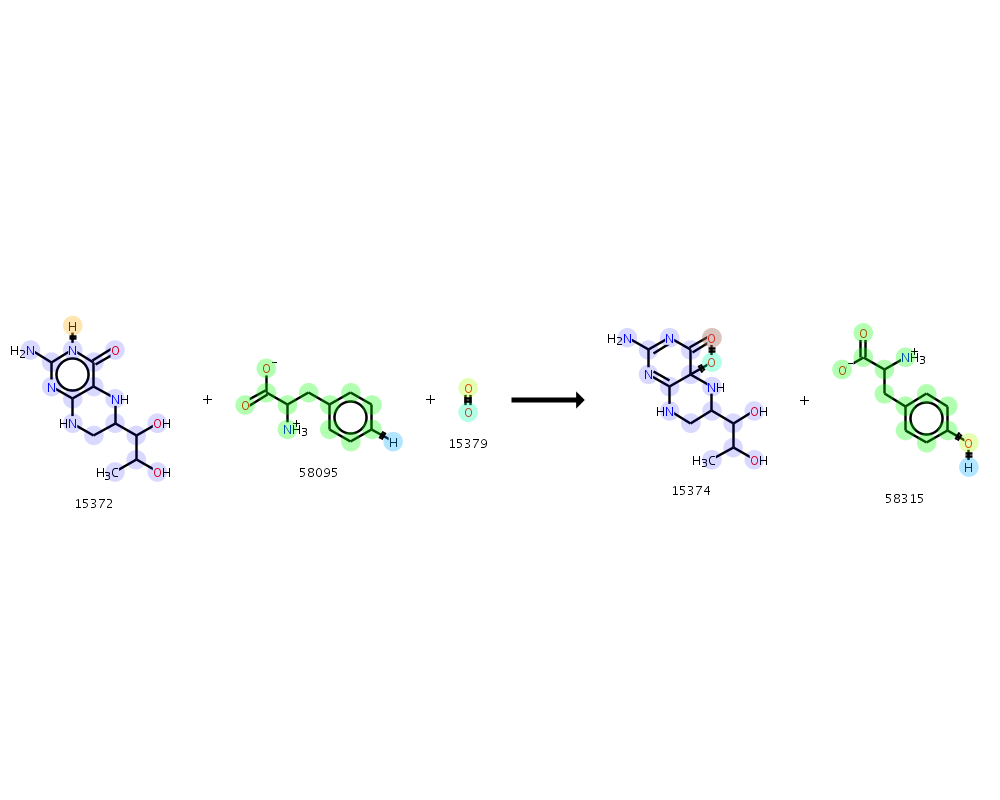 H
H₂N N O
N
HN NH
OH
H₃C OH
15372
+
O⁻
O
NH₃⁺
H
58095
+
O
O
15379
H₂N N O
O
N NH
HN
OH
H₃C OH
15374
+
O
O⁻ NH₃⁺
O
H
58315